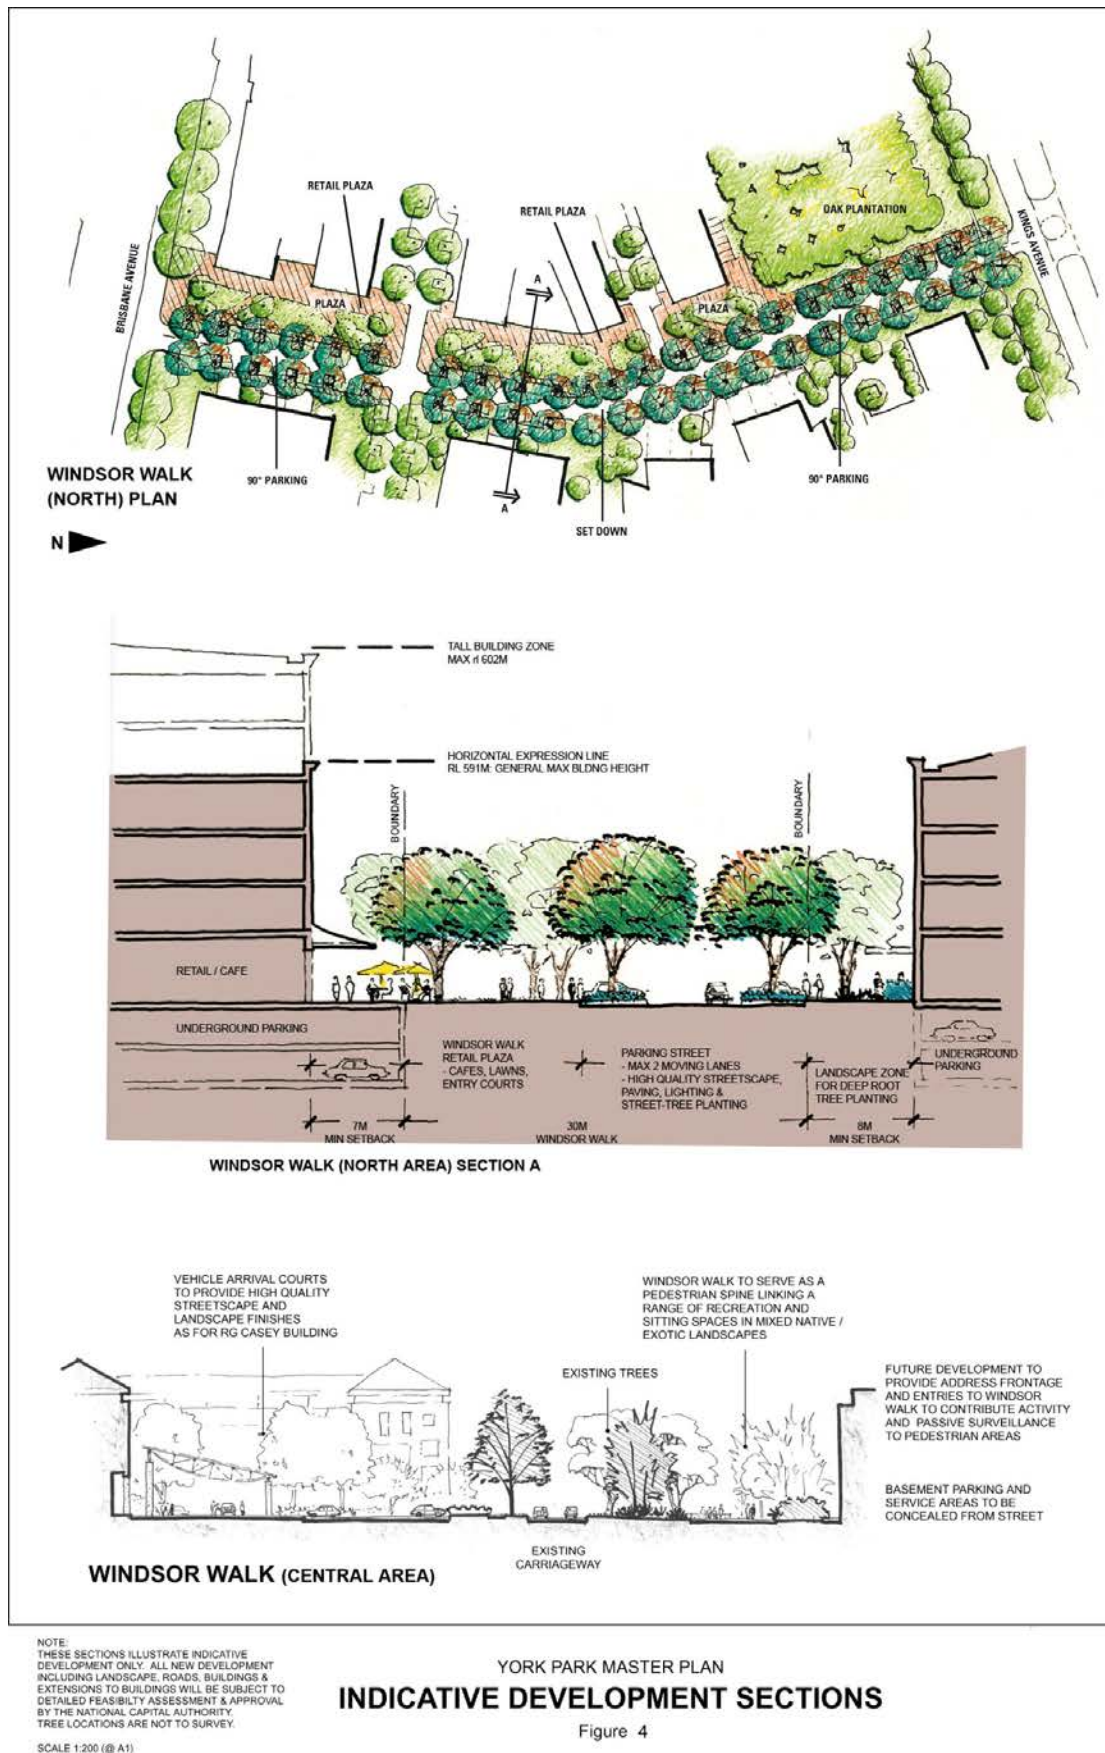 RETAIL PLAZA
RETAIL PLAZA
OAK PLANTATION
KINGS AVENUE
BRISBANE AVENUE
A
PLAZA
PLAZA
WINDSOR WALK
(NORTH) PLAN
90° PARKING
A
90° PARKING
SET DOWN
N
TALL BUILDING ZONE
MAX rl 602M
HORIZONTAL EXPRESSION LINE
RL 591M: GENERAL MAX BLDNG HEIGHT
BOUNDARY
BOUNDARY
RETAIL / CAFE
UNDERGROUND PARKING
WINDSOR WALK
RETAIL PLAZA
- CAFES, LAWNS,
ENTRY COURTS
PARKING STREET
- MAX 2 MOVING LANES
- HIGH QUALITY STREETSCAPE,
PAVING, LIGHTING &
STREET-TREE PLANTING
LANDSCAPE ZONE
FOR DEEP ROOT
TREE PLANTING
UNDERGROUND
PARKING
7M
MIN SETBACK
30M
WINDSOR WALK
8M
MIN SETBACK
WINDSOR WALK (NORTH AREA) SECTION A
VEHICLE ARRIVAL COURTS
TO PROVIDE HIGH QUALITY
STREETSCAPE AND
LANDSCAPE FINISHES
AS FOR RG CASEY BUILDING
WINDSOR WALK TO SERVE AS A
PEDESTRIAN SPINE LINKING A
RANGE OF RECREATION AND
SITTING SPACES IN MIXED NATIVE /
EXOTIC LANDSCAPES
EXISTING TREES
FUTURE DEVELOPMENT TO
PROVIDE ADDRESS FRONTAGE
AND ENTRIES TO WINDSOR
WALK TO CONTRIBUTE ACTIVITY
AND PASSIVE SURVEILLANCE
TO PEDESTRIAN AREAS
BASEMENT PARKING AND
SERVICE AREAS TO BE
CONCEALED FROM STREET
EXISTING
CARRIAGEWAY
WINDSOR WALK (CENTRAL AREA)
NOTE:
THESE SECTIONS ILLUSTRATE INDICATIVE
DEVELOPMENT ONLY. ALL NEW DEVELOPMENT
INCLUDING LANDSCAPE, ROADS, BUILDINGS &
EXTENSIONS TO BUILDINGS WILL BE SUBJECT TO
DETAILED FEASIBILTY ASSESSMENT & APPROVAL
BY THE NATIONAL CAPITAL AUTHORITY.
TREE LOCATIONS ARE NOT TO SURVEY.
SCALE 1:200 (@ A1)
YORK PARK MASTER PLAN
INDICATIVE DEVELOPMENT SECTIONS
Figure 4